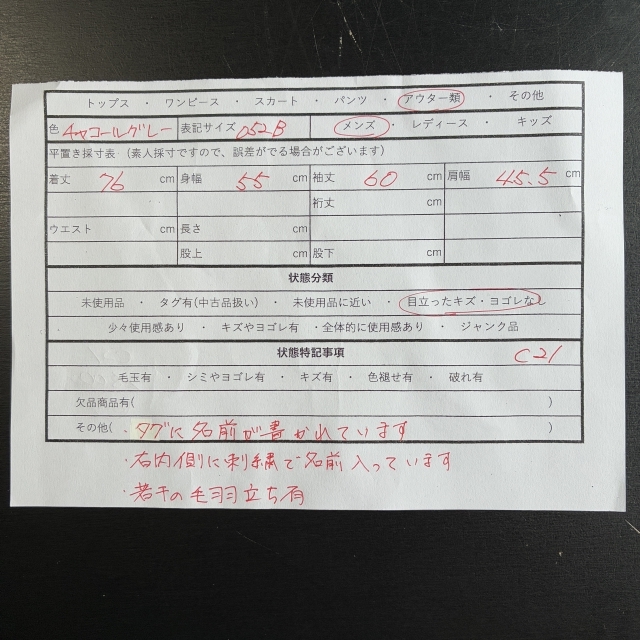 トップス ・ ワンピース ・ スカート ・ パンツ ・ アウター類 ・ その他
色 チャコールグレー 表記サイズ 052-B メンズ ・ レディース ・ キッズ
平置き採寸表 (素人採寸ですので、誤差がでる場合がございます)
着丈 76 cm 身幅 55 cm 袖丈 60 cm 肩幅 45.5 cm
裄丈 cm
ウエスト cm 長さ cm
股上 cm 股下 cm
状態分類
未使用品 ・ タグ有(中古品扱い) ・ 未使用品に近い ・ 目立ったキズ・ヨゴレなし
少々使用感あり ・ キズやヨゴレ有 ・全体的に使用感あり ・ ジャンク品
状態特記事項 C21
毛玉有 ・ シミやヨゴレ有 ・ キズ有 ・ 色褪せ有 ・ 破れ有
欠品商品有( )
その他( ・タグに名前が書かれています )
・右内側に刺繍で名前入っています
・若干の毛羽立ち有